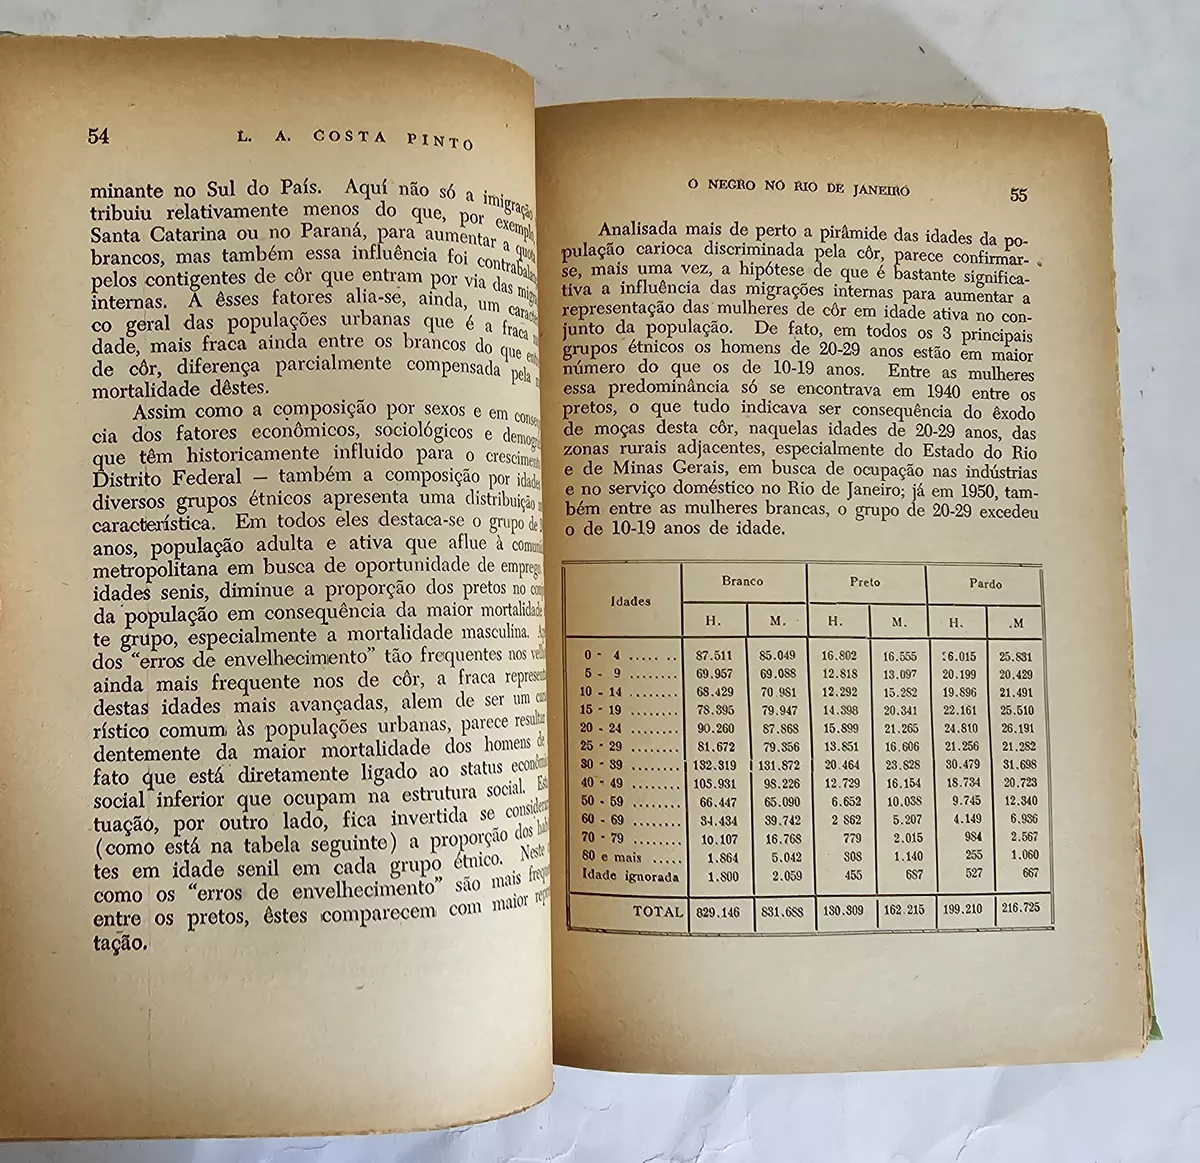 54
L. A. COSTA PINTO
minante no Sul do País. Aquí não só a imigração
tribuiu relativamente menos do que, por exemplo,
Santa Catarina ou no Paraná, para aumentar a
brancos, mas também essa influência foi
pelos contigentes de côr que entram por via das
internas. A êsses fatores alia-se, ainda, um
co geral das populações urbanas que é a fraca
dade, mais fraca ainda entre os brancos do que
de côr, diferença parcialmente compensada pela
mortalidade dêstes.
Assim como a composição por sexos e em
cia dos fatores econômicos, sociológicos e
que têm historicamente influido para o
Distrito Federal — também a composição por
diversos grupos étnicos apresenta uma distribuição
característica. Em todos eles destaca-se o grupo de
anos, população adulta e ativa que aflue à
metropolitana em busca de oportunidade de emprego.
idades senis, diminue a proporção dos pretos no
da população em consequência da maior mortalidade
te grupo, especialmente a mortalidade masculina.
dos "erros de envelhecimento" tão frequentes nos
ainda mais frequente nos de côr, a fraca
destas idades mais avançadas, alem de ser um
rístico comum às populações urbanas, parece
dentemente da maior mortalidade dos homens de
fato que está diretamente ligado ao status
social inferior que ocupam na estrutura social.
tuação, por outro lado, fica invertida se
(como está na tabela seguinte) a proporção dos
tes em idade senil em cada grupo étnico. Neste
como os "erros de envelhecimento" são mais
entre os pretos, êstes comparecem com maior
tação.
O NEGRO NO RIO DE JANEIRO
55
Analisada mais de perto a pirâmide das idades da po-
pulação carioca discriminada pela côr, parece confirmar-
se, mais uma vez, a hipótese de que é bastante significa-
tiva a influência das migrações internas para aumentar a
representação das mulheres de côr em idade ativa no con-
junto da população. De fato, em todos os 3 principais
grupos étnicos os homens de 20-29 anos estão em maior
número do que os de 10-19 anos. Entre as mulheres
essa predominância só se encontrava em 1940 entre os
pretos, o que tudo indicava ser consequência do êxodo
de moças desta côr, naquelas idades de 20-29 anos, das
zonas rurais adjacentes, especialmente do Estado do Rio
e de Minas Gerais, em busca de ocupação nas indústrias
e no serviço doméstico no Rio de Janeiro; já em 1950, tam-
bém entre as mulheres brancas, o grupo de 20-29 excedeu
o de 10-19 anos de idade.
Idades Branco Preto Pardo
H. M. H. M. H. .M
0 - 4 ....... 87.511 85.049 16.802 16.555 26.015 25.831
5 - 9 ........ 69.957 69.088 12.818 13.097 20.199 20.429
10 - 14 ........ 68.429 70 981 12.292 15.282 19.896 21.491
15 - 19 ........ 78.395 79.947 14.398 20.341 22.161 25.510
20 - 24 ........ 90.260 87.868 15.899 21.265 24.810 26.191
25 - 29 ........ 81.672 79.356 13.851 16.606 21.256 21.282
30 - 39 ........ 132.319 131.872 20.464 23.828 30.479 31.698
40 - 49 ........ 105.931 98.226 12.729 16.154 18.734 20.723
50 - 59 ........ 66.447 65.090 6.652 10.038 9.745 12.340
60 - 69 ........ 34.434 39.742 2 862 5.207 4.149 6.936
70 - 79 ........ 10.107 16.768 779 2.015 984 2.567
80 e mais ..... 1.864 5.042 308 1.140 255 1.060
Idade ignorada 1.800 2.059 455 687 527 667
TOTAL 829.146 831.688 130.309 162.215 199.210 216.725